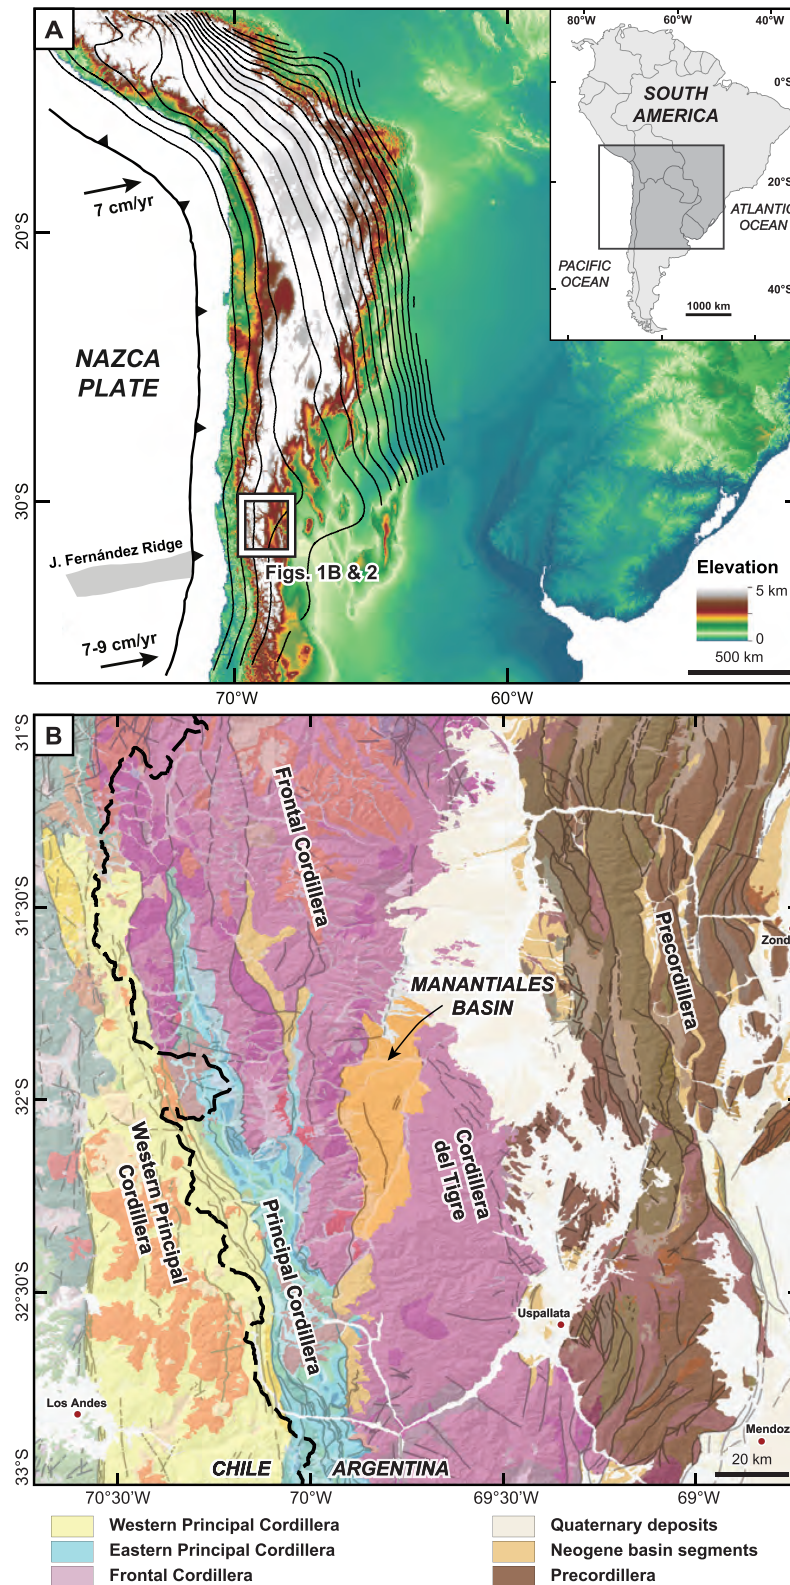 A
80°W
60°W
40°W
SOUTH
AMERICA
0°S
20°S
ATLANTIC
OCEAN
PACIFIC
OCEAN
40°S
1000 km
7 cm/yr
20°S
NAZCA
PLATE
30°S
J. Fernández Ridge
Figs. 1B & 2
7-9 cm/yr
Elevation
5 km
0
500 km
70°W
60°W
B
31°S
Frontal Cordillera
31°30'S
Precordillera
Zond
MANANTIALES
BASIN
32°S
Western Principal
Cordillera
Cordillera
del Tigre
Principal Cordillera
32°30'S
Uspallata
Los Andes
Mendoz
CHILE
ARGENTINA
20 km
33°S
70°30'W
70°W
69°30'W
69°W
Western Principal Cordillera
Quaternary deposits
Eastern Principal Cordillera
Neogene basin segments
Frontal Cordillera
Precordillera